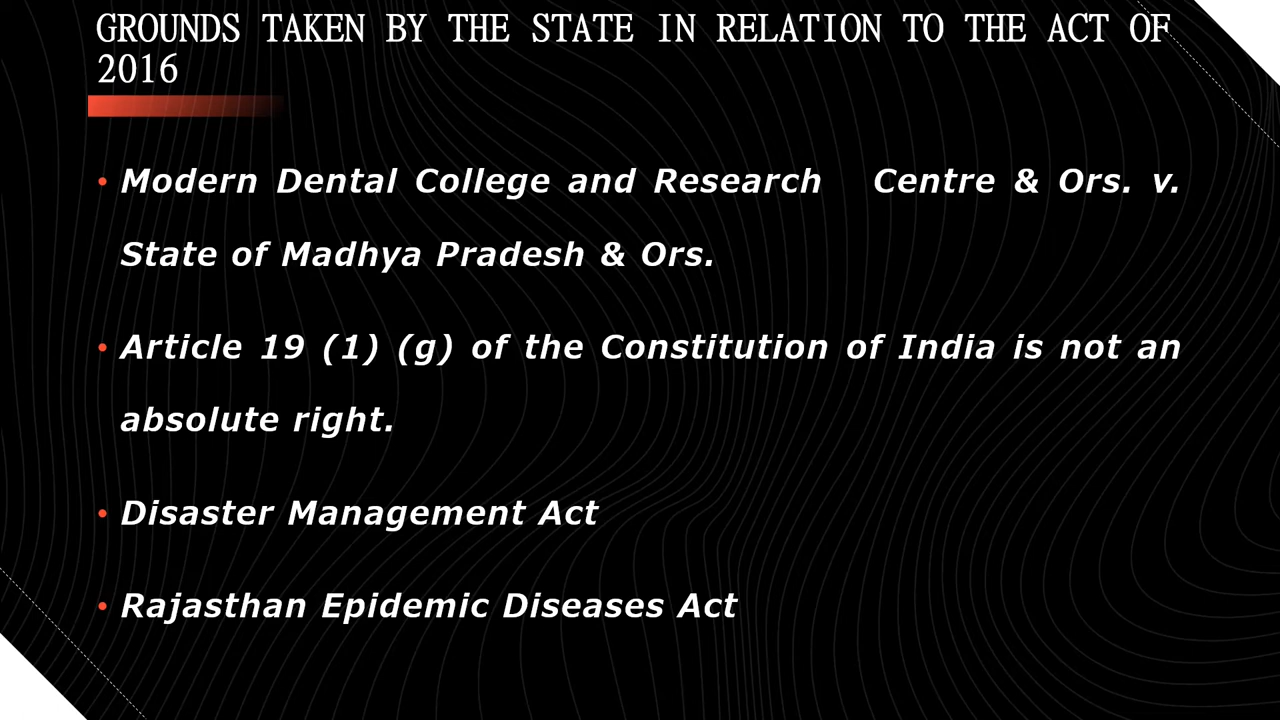 GROUNDS TAKEN BY THE STATE IN RELATION TO THE ACT OF
2016
• Modern Dental College and Research Centre & Ors. v.
State of Madhya Pradesh & Ors.
• Article 19 (1) (g) of the Constitution of India is not an
absolute right.
• Disaster Management Act
• Rajasthan Epidemic Diseases Act